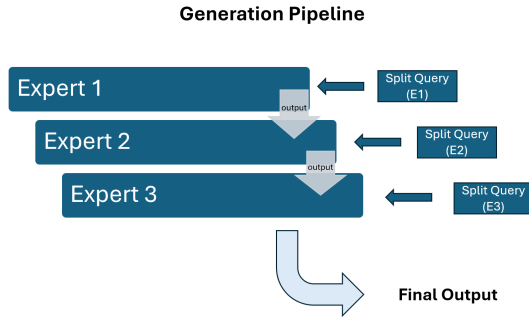 Generation Pipeline
Expert 1
Split Query
(E1)
output
Expert 2
Split Query
(E2)
output
Expert 3
Split Query
(E3)
Final Output